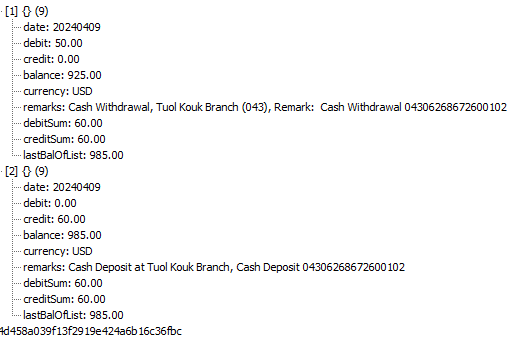 [1] {} (9)
date: 20240409
debit: 50.00
credit: 0.00
balance: 925.00
currency: USD
remarks: Cash Withdrawal, Tuol Kouk Branch (043), Remark:  Cash Withdrawal 04306268672600102
debitSum: 60.00
creditSum: 60.00
lastBalOfList: 985.00
[2] {} (9)
date: 20240409
debit: 0.00
credit: 60.00
balance: 985.00
currency: USD
remarks: Cash Deposit at Tuol Kouk Branch, Cash Deposit 04306268672600102
debitSum: 60.00
creditSum: 60.00
lastBalOfList: 985.00
4d458a039f13f2919e424a6b16c36fbc